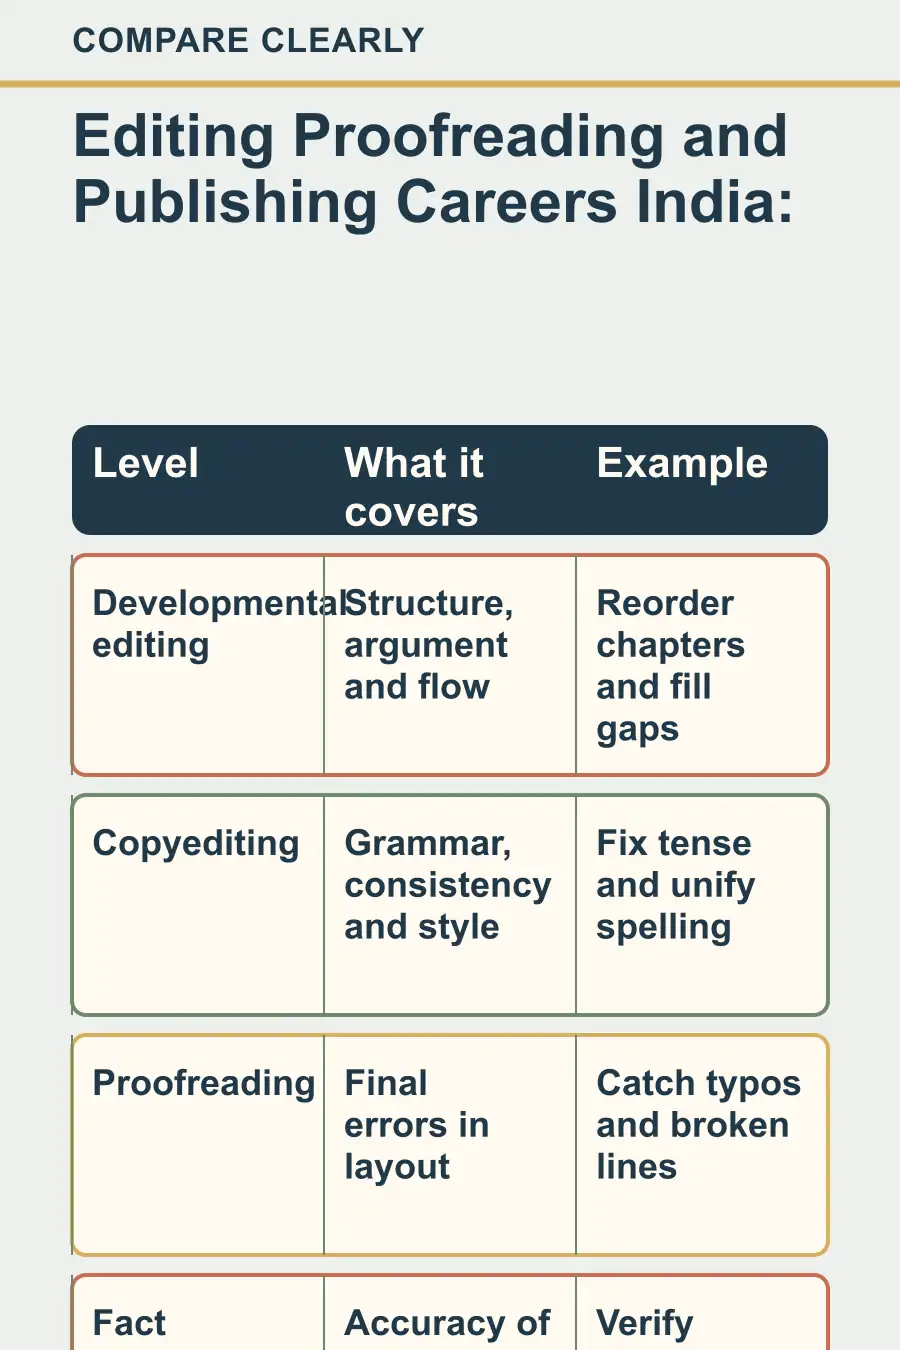 COMPARE CLEARLY
Editing Proofreading and
Publishing Careers India:
Level
What it
covers
Example
Developmental
editing
Structure,
argument
and flow
Reorder
chapters
and fill
gaps
Copyediting
Grammar,
consistency
and style
Fix tense
and unify
spelling
Proofreading
Final
errors in
layout
Catch typos
and broken
lines
Fact
Accuracy of
Verify